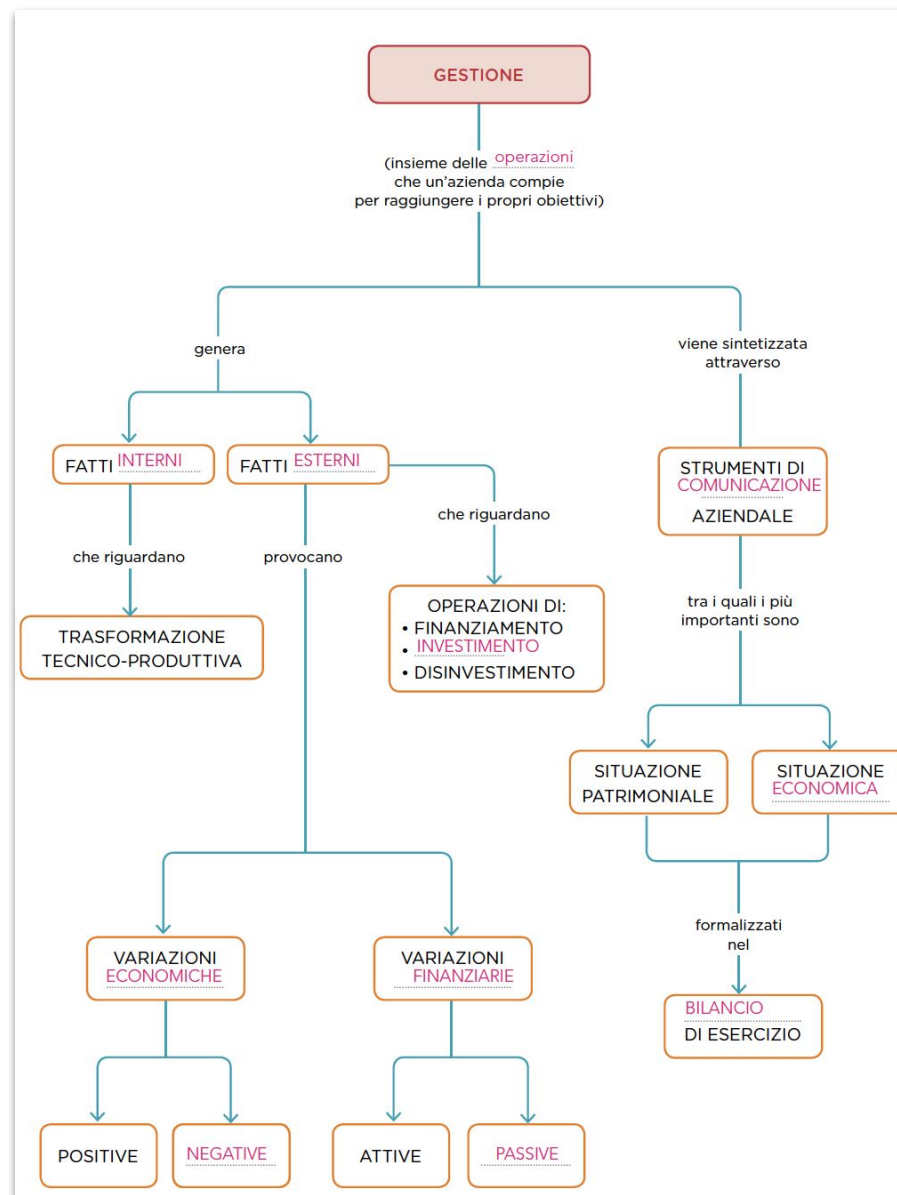 GESTIONE
(insieme delle operazioni
che un'azienda compie
per raggiungere i propri obiettivi)
genera
viene sintetizzata
attraverso
FATTI INTERNI
FATTI ESTERNI
STRUMENTI DI
COMUNICAZIONE
AZIENDALE
che riguardano
provocano
che riguardano
TRASFORMAZIONE
TECNICO-PRODUTTIVA
OPERAZIONI DI:
• FINANZIAMENTO
• INVESTIMENTO
• DISINVESTIMENTO
tra i quali i più
importanti sono
SITUAZIONE
PATRIMONIALE
SITUAZIONE
ECONOMICA
formalizzati
nel
VARIAZIONI
ECONOMICHE
VARIAZIONI
FINANZIARIE
BILANCIO
DI ESERCIZIO
POSITIVE
NEGATIVE
ATTIVE
PASSIVE